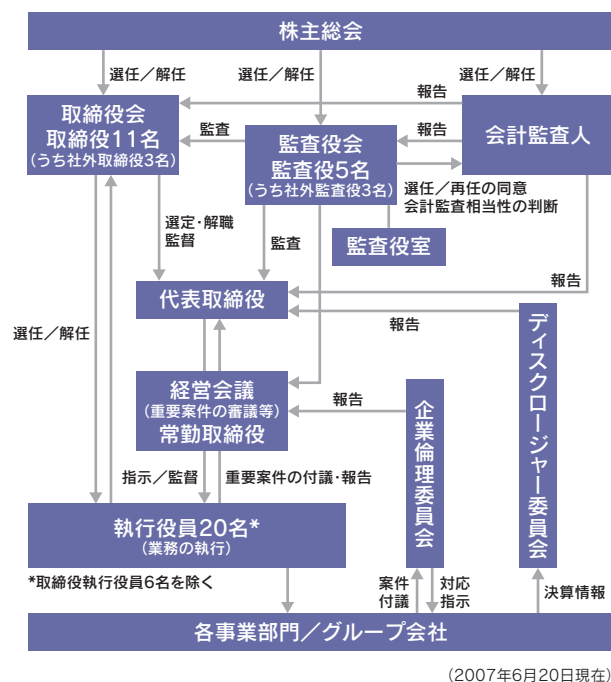 株主総会
選任／解任
選任／解任
選任／解任
報告
取締役会
取締役11名
(うち社外取締役3名)
監査
監査役会
監査役5名
(うち社外監査役3名)
報告
会計監査人
選任／再任の同意
会計監査相当性の判断
監査役室
選定・解職
監督
監査
報告
代表取締役
報告
選任／解任
経営会議
(重要案件の審議等)
常勤取締役
報告
企業倫理委員会
ディスクロージャー委員会
指示／監督
重要案件の付議・報告
執行役員20名*
(業務の執行)
*取締役執行役員6名を除く
案件
付議
対応
指示
決算情報
各事業部門／グループ会社
(2007年6月20日現在)